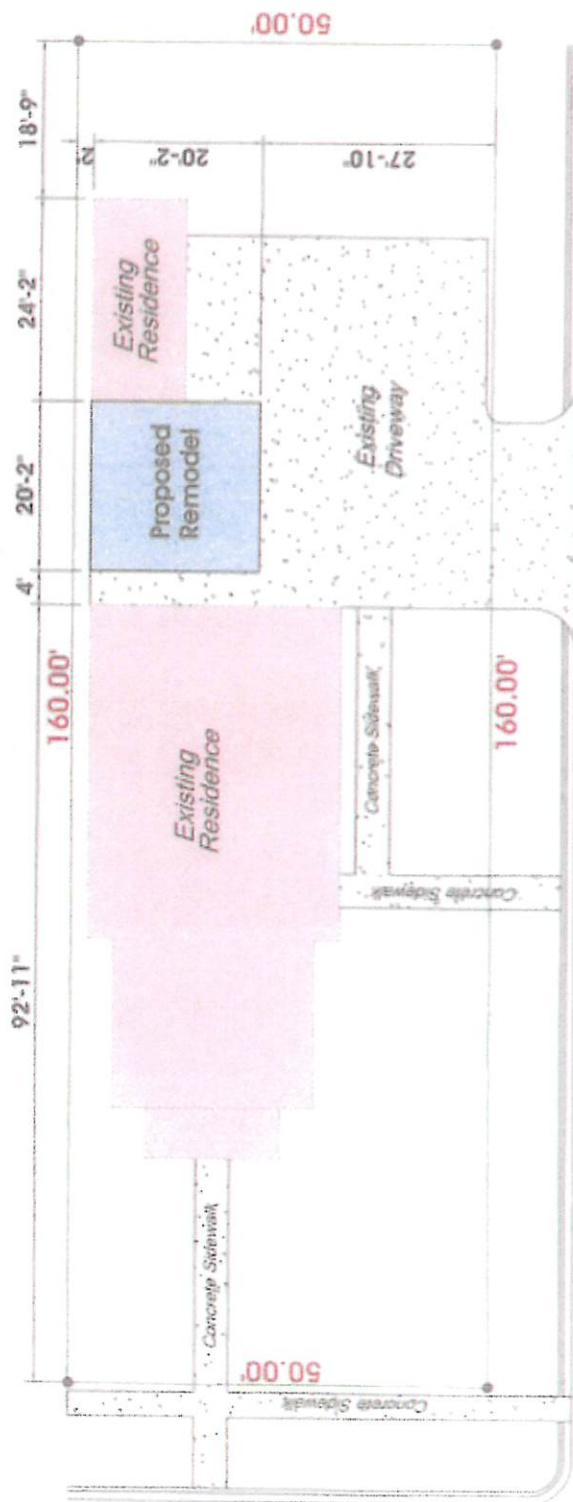 92'-11"
4'
20'-2"
24'-2"
18'-9"
160.00'
2'
20'-2"
27'-10"
50.00'
50.00'
Existing
Residence
Proposed
Remodel
Existing
Residence
Existing
Driveway
Concrete Sidewalk
Concrete Sidewalk
Concrete Sidewalk
Concrete Sidewalk
160.00'